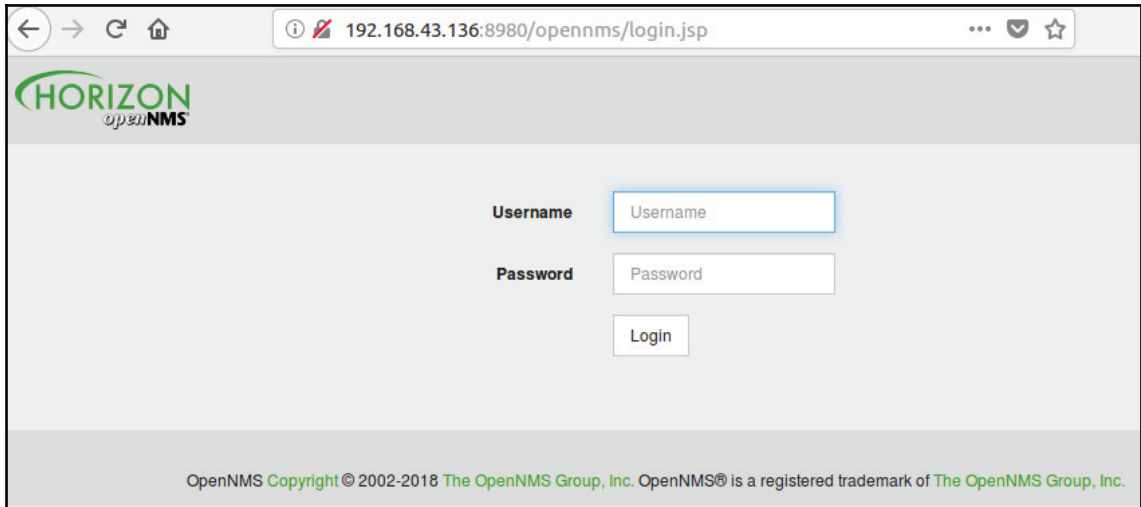 192.168.43.136:8980/opennms/login.jsp
HORIZON
openNMS
Username Username
Password Password
Login
OpenNMS Copyright © 2002-2018 The OpenNMS Group, Inc. OpenNMS® is a registered trademark of The OpenNMS Group, Inc.